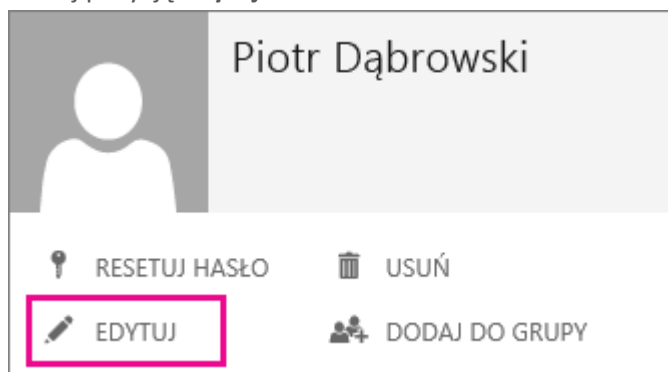 Piotr Dąbrowski
RESETUJ HASŁO
USUŃ
EDYTUJ
DODAJ DO GRUPY